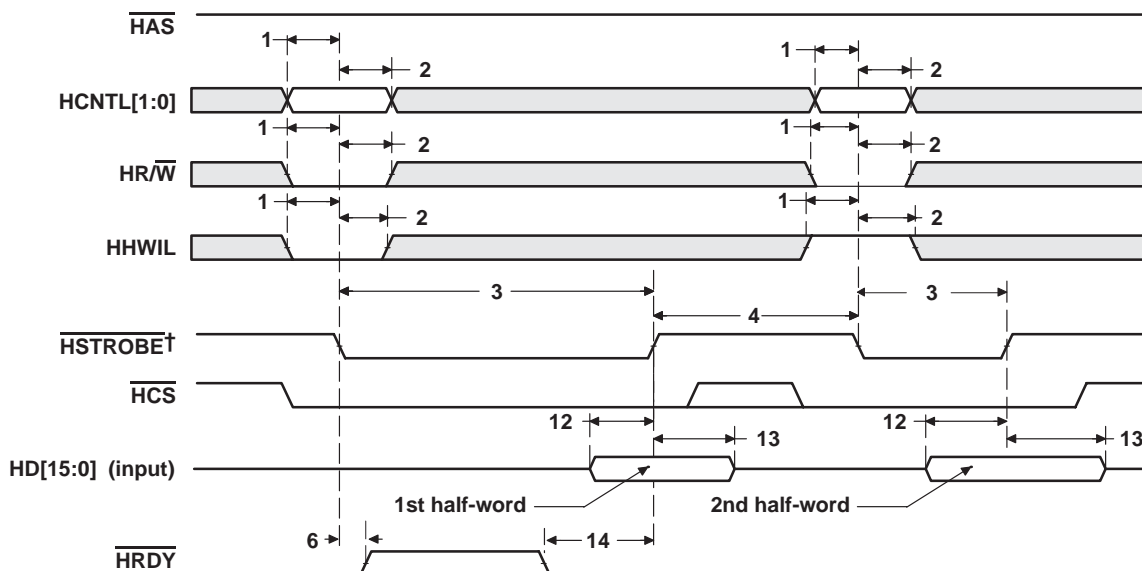 HAS
1
1
2
2
HCNTL[1:0]
1
1
2
2
HR/W
1
1
2
2
HHWIL
3
3
4
HSTROBE†
HCS
12
12
13
13
HD[15:0] (input)
1st half-word
2nd half-word
6
14
HRDY